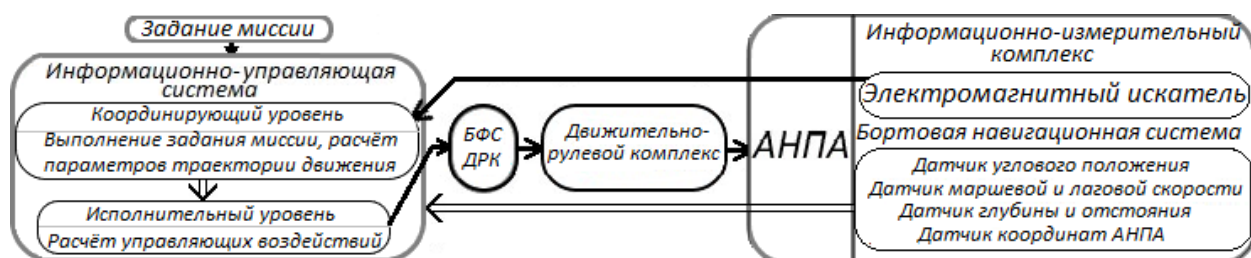 Задание миссии
Информационно-управляющая
система
Координирующий уровень
Выполнение задания миссии, расчёт
параметров траектории движения
Исполнительный уровень
Расчёт управляющих воздействий
БФС
ДРК
Движительно-
рулевой комплекс
АНПА
Информационно-измерительный
комплекс
Электромагнитный искатель
Бортовая навигационная система
Датчик углового положения
Датчик маршевой и лаговой скорости
Датчик глубины и отстояния
Датчик координат АНПА